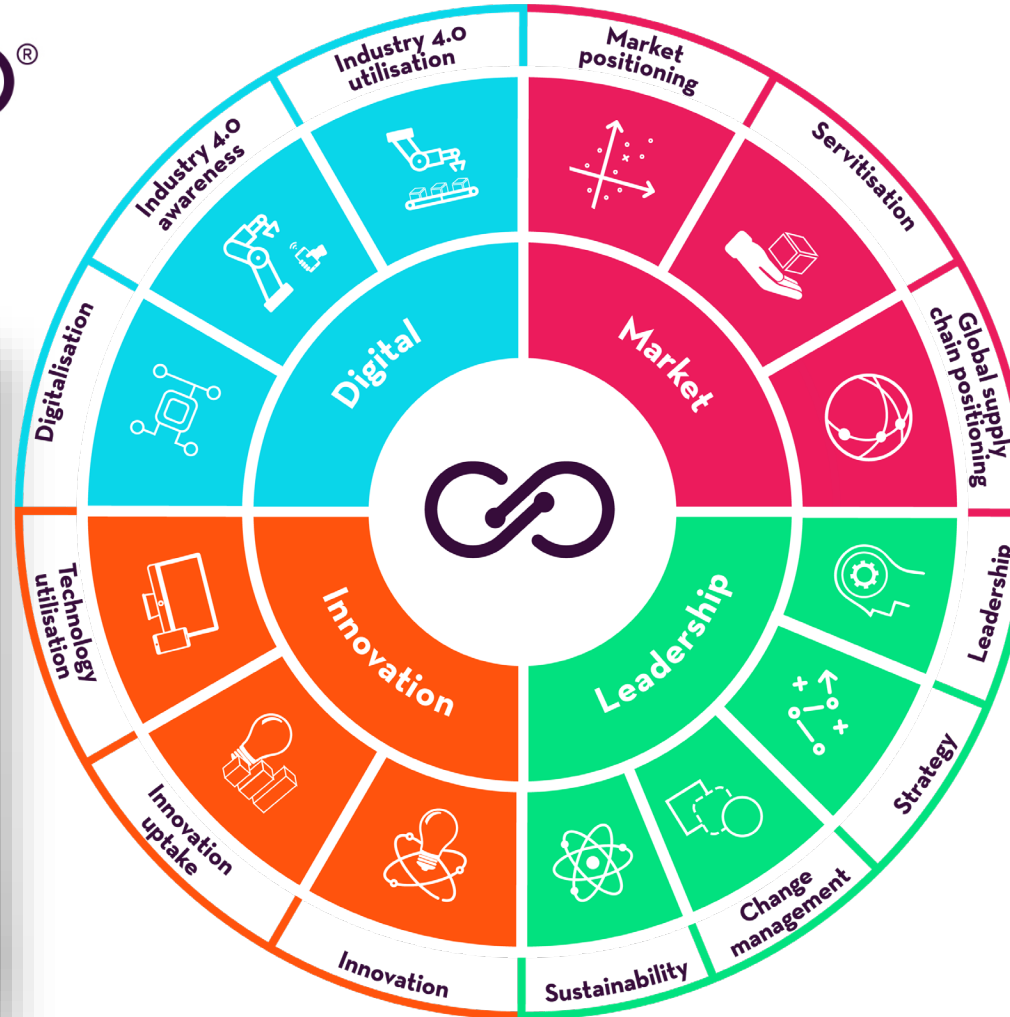 ®
Industry 4.0
utilisation
Market
positioning
Industry 4.0
awareness
Servitisation
Digitalisation
Global supply
chain positioning
Digital
Market
Technology
utilisation
Innovation
Leadership
Leadership
Innovation
uptake
Strategy
Change
management
Innovation
Sustainability